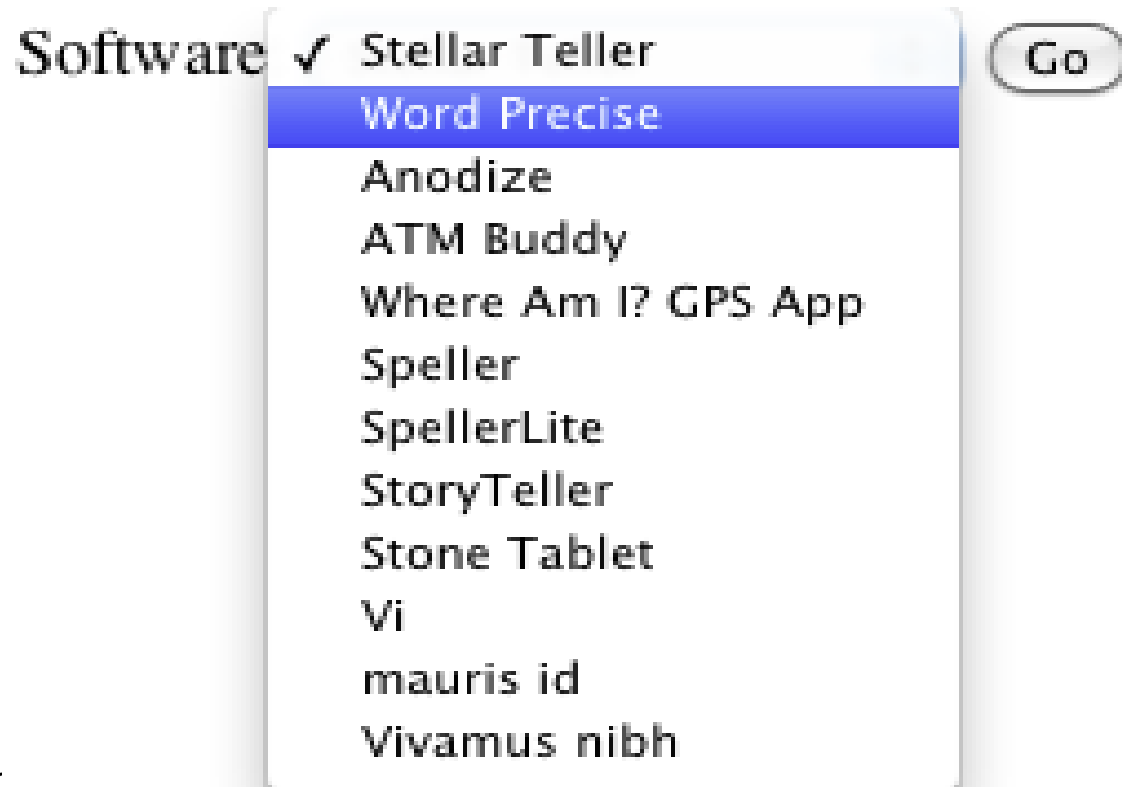 Software ✓ Stellar Teller Go
Word Precise
Anodize
ATM Buddy
Where Am I? GPS App
Speller
SpellerLite
StoryTeller
Stone Tablet
Vi
mauris id
Vivamus nibh